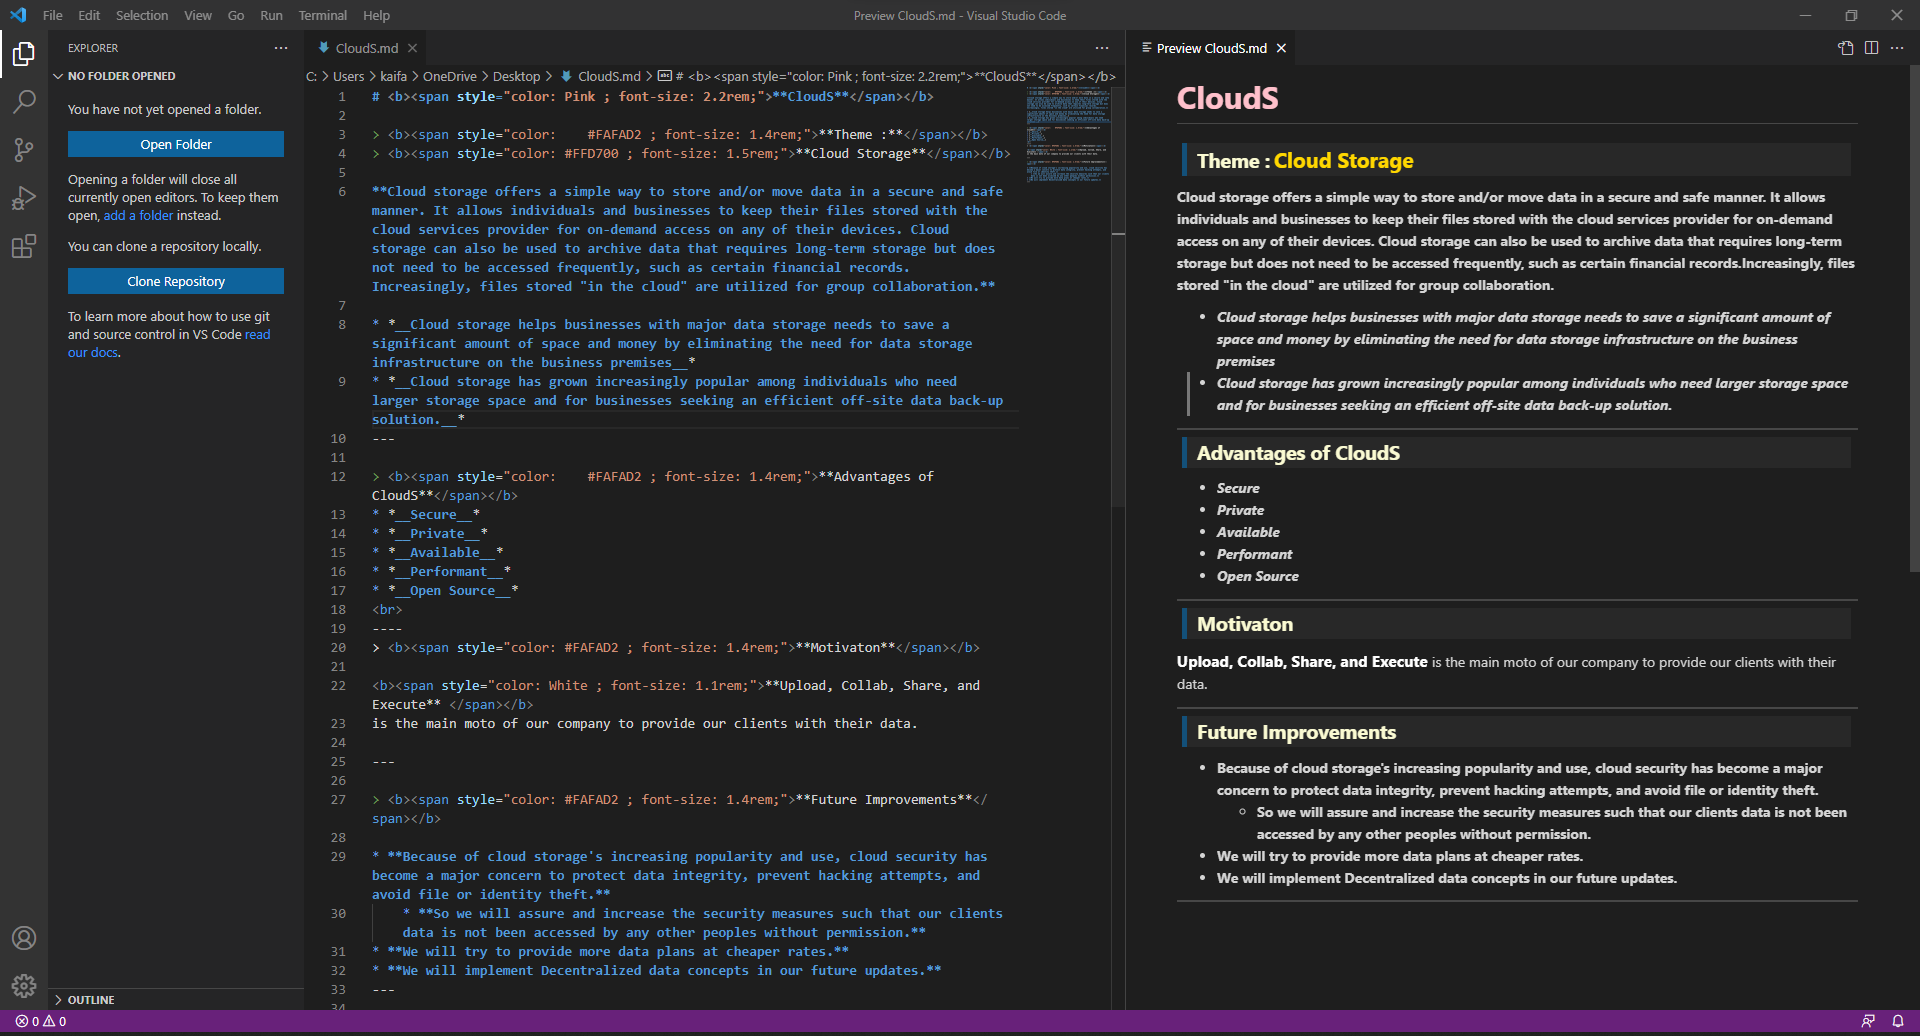 File Edit Selection View Go Run Terminal Help
Preview CloudS.md - Visual Studio Code
EXPLORER
NO FOLDER OPENED
You have not yet opened a folder.
Open Folder
Opening a folder will close all
currently open editors. To keep them
open, add a folder instead.
You can clone a repository locally.
Clone Repository
To learn more about how to use git
and source control in VS Code read
our docs.
OUTLINE
0 0
CloudS.md
C: > Users > kaifa > OneDrive > Desktop > CloudS.md > # <b><span style="color: Pink ; font-size: 2.2rem;">**CloudS**</span></b>
1 # <b><span style="color: Pink ; font-size: 2.2rem;">**CloudS**</span></b>
2
3 > <b><span style="color:    #FAFAD2 ; font-size: 1.4rem;">**Theme :**</span></b>
4 > <b><span style="color: #FFD700 ; font-size: 1.5rem;">**Cloud Storage**</span></b>
5
6 **Cloud storage offers a simple way to store and/or move data in a secure and safe
manner. It allows individuals and businesses to keep their files stored with the
cloud services provider for on-demand access on any of their devices. Cloud
storage can also be used to archive data that requires long-term storage but does
not need to be accessed frequently, such as certain financial records.
Increasingly, files stored "in the cloud" are utilized for group collaboration.**
7
8 * *__Cloud storage helps businesses with major data storage needs to save a
significant amount of space and money by eliminating the need for data storage
infrastructure on the business premises__*
9 * *__Cloud storage has grown increasingly popular among individuals who need
larger storage space and for businesses seeking an efficient off-site data back-up
solution.__*
10 ---
11
12 > <b><span style="color:    #FAFAD2 ; font-size: 1.4rem;">**Advantages of
CloudS**</span></b>
13 * *__Secure__*
14 * *__Private__*
15 * *__Available__*
16 * *__Performant__*
17 * *__Open Source__*
18 <br>
19 ----
20 > <b><span style="color: #FAFAD2 ; font-size: 1.4rem;">**Motivaton**</span></b>
21
22 <b><span style="color: White ; font-size: 1.1rem;">**Upload, Collab, Share, and
Execute** </span></b>
23 is the main moto of our company to provide our clients with their data.
24
25 ---
26
27 > <b><span style="color: #FAFAD2 ; font-size: 1.4rem;">**Future Improvements**</
span></b>
28
29 * **Because of cloud storage's increasing popularity and use, cloud security has
become a major concern to protect data integrity, prevent hacking attempts, and
avoid file or identity theft.**
30     * **So we will assure and increase the security measures such that our clients
data is not been accessed by any other peoples without permission.**
31 * **We will try to provide more data plans at cheaper rates.**
32 * **We will implement Decentralized data concepts in our future updates.**
33 ---
34
Preview CloudS.md
CloudS
Theme : Cloud Storage
Cloud storage offers a simple way to store and/or move data in a secure and safe manner. It allows
individuals and businesses to keep their files stored with the cloud services provider for on-demand
access on any of their devices. Cloud storage can also be used to archive data that requires long-term
storage but does not need to be accessed frequently, such as certain financial records.Increasingly, files
stored "in the cloud" are utilized for group collaboration.
• Cloud storage helps businesses with major data storage needs to save a significant amount of
space and money by eliminating the need for data storage infrastructure on the business
premises
• Cloud storage has grown increasingly popular among individuals who need larger storage space
and for businesses seeking an efficient off-site data back-up solution.
Advantages of CloudS
• Secure
• Private
• Available
• Performant
• Open Source
Motivaton
Upload, Collab, Share, and Execute is the main moto of our company to provide our clients with their
data.
Future Improvements
• Because of cloud storage's increasing popularity and use, cloud security has become a major
concern to protect data integrity, prevent hacking attempts, and avoid file or identity theft.
◦ So we will assure and increase the security measures such that our clients data is not been
accessed by any other peoples without permission.
• We will try to provide more data plans at cheaper rates.
• We will implement Decentralized data concepts in our future updates.